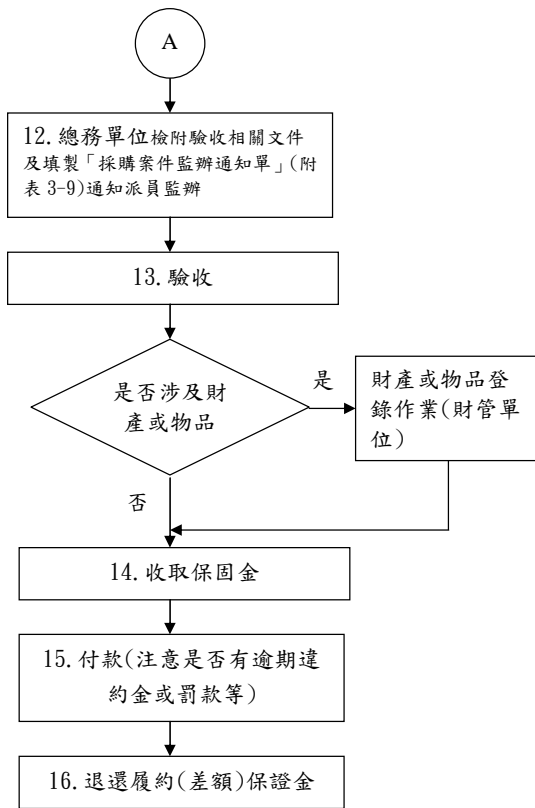 A
12.總務單位檢附驗收相關文件
及填製「採購案件監辦通知單」(附
表 3-9)通知派員監辦
13.驗收
是否涉及財
產或物品
是
財產或物品登
錄作業(財管單
位)
否
14.收取保固金
15.付款(注意是否有逾期違
約金或罰款等)
16.退還履約(差額)保證金